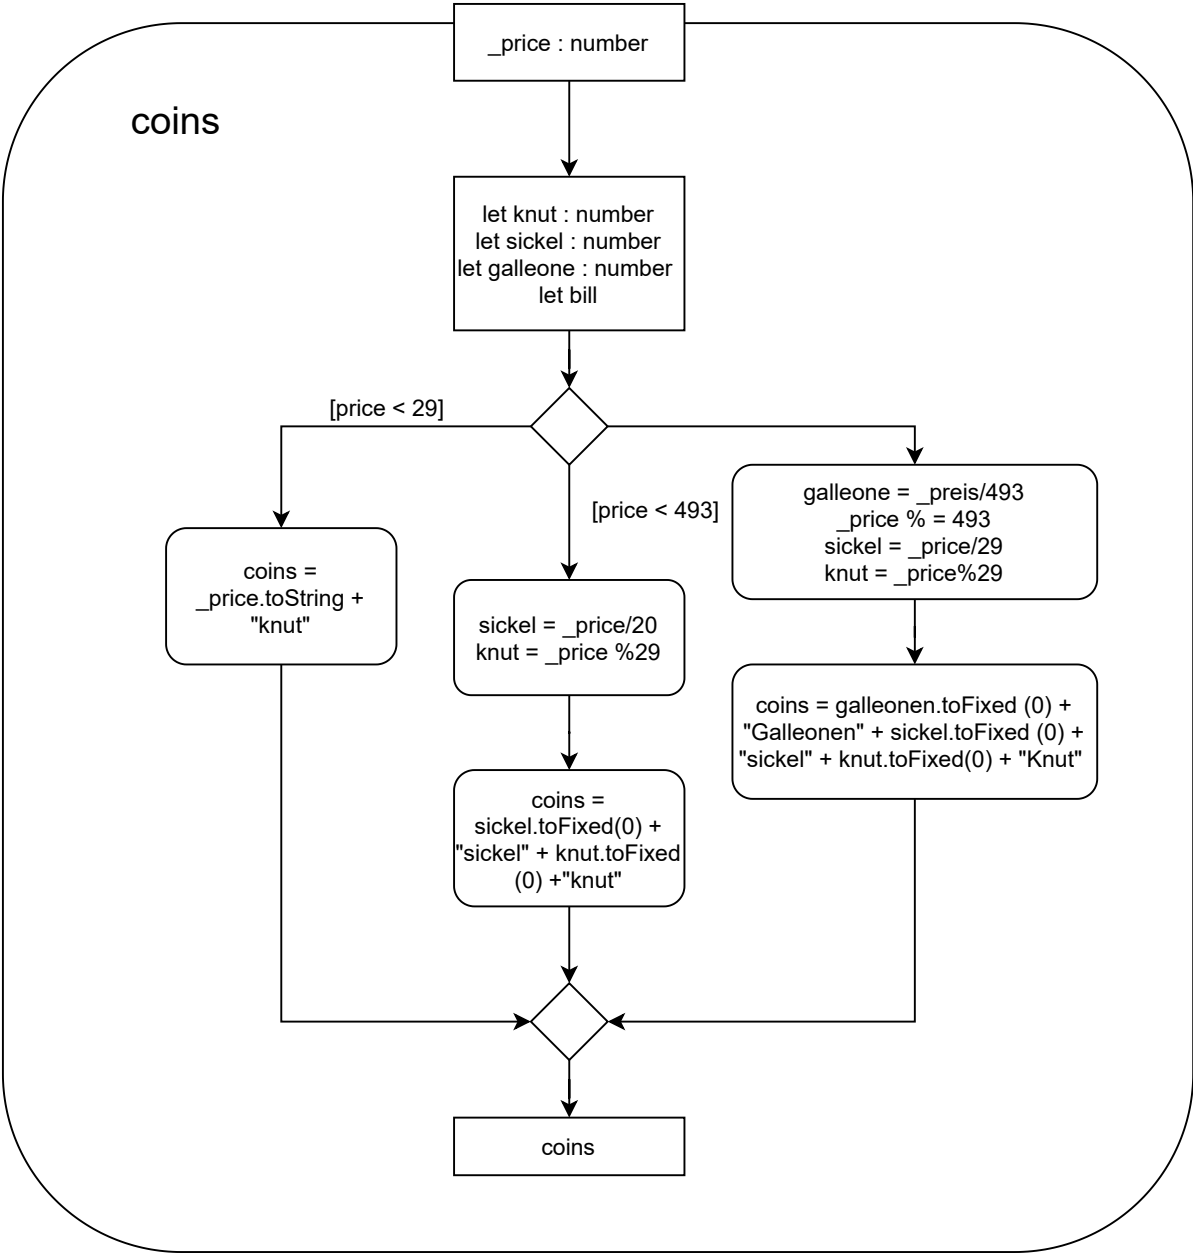 _price : number
coins
let knut : number
let sickel : number
let galleone : number
let bill
[price < 29]
[price < 493]
galleone = _preis/493
_price % = 493
sickel = _price/29
knut = _price%29
coins =
_price.toString +
"knut"
sickel = _price/20
knut = _price %29
coins = galleonen.toFixed (0) +
"Galleonen" + sickel.toFixed (0) +
"sickel" + knut.toFixed(0) + "Knut"
coins =
sickel.toFixed(0) +
"sickel" + knut.toFixed
(0) +"knut"
coins